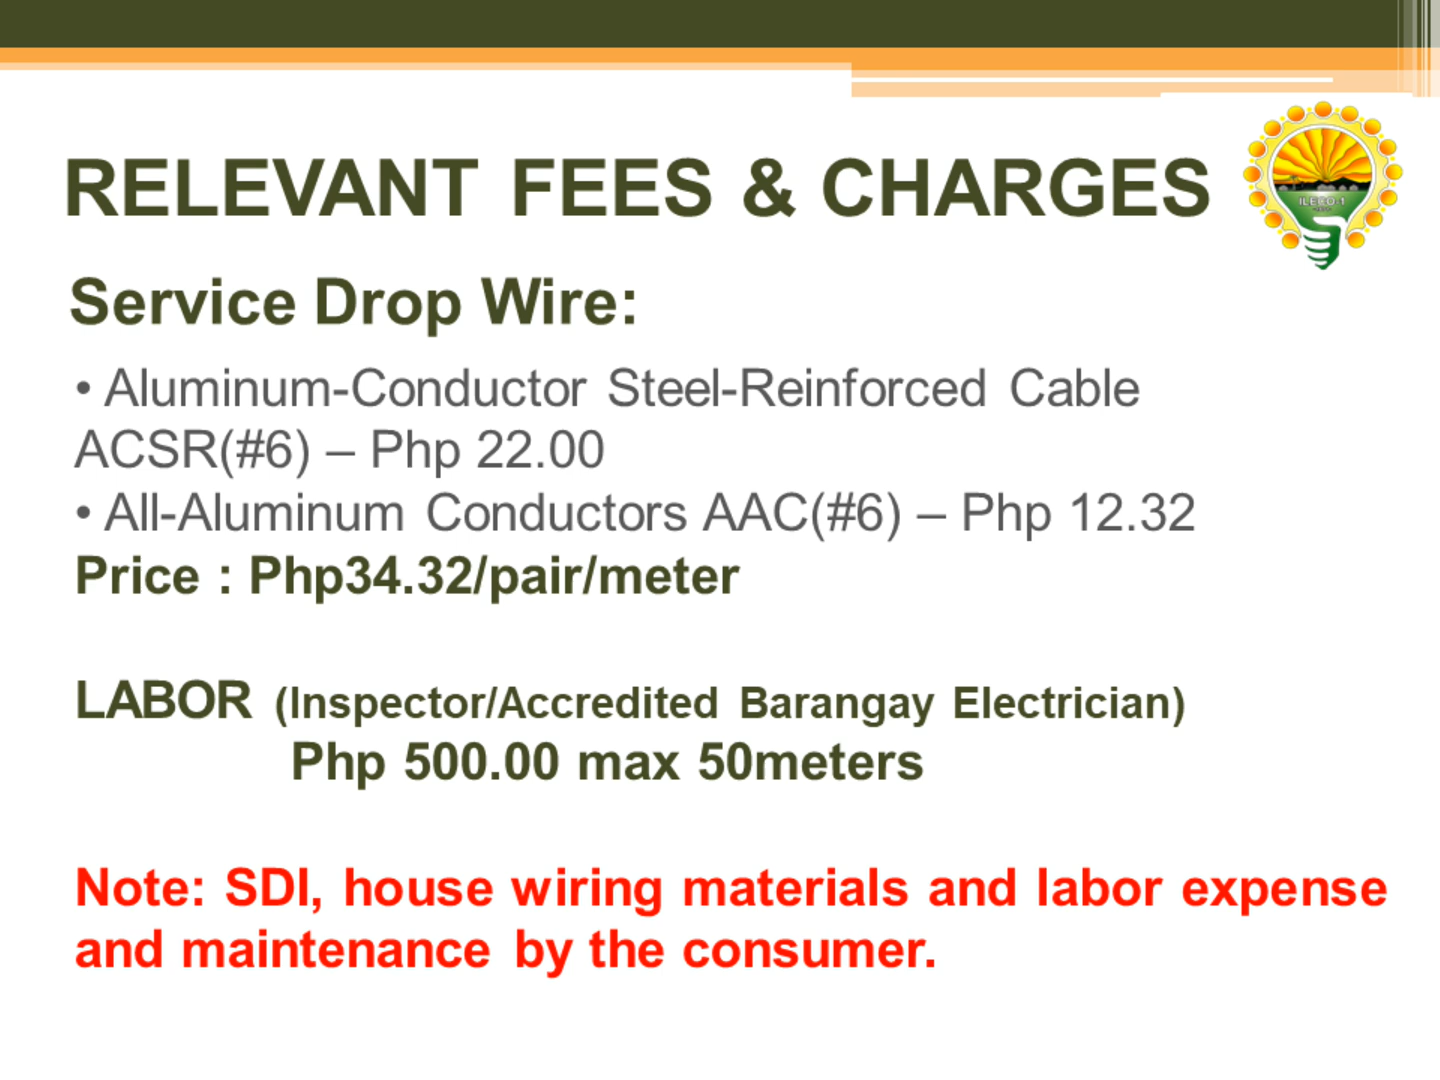 RELEVANT FEES & CHARGES
ILECO-1
Service Drop Wire:
• Aluminum-Conductor Steel-Reinforced Cable
ACSR(#6) – Php 22.00
• All-Aluminum Conductors AAC(#6) – Php 12.32
Price : Php34.32/pair/meter
LABOR (Inspector/Accredited Barangay Electrician)
Php 500.00 max 50meters
Note: SDI, house wiring materials and labor expense
and maintenance by the consumer.